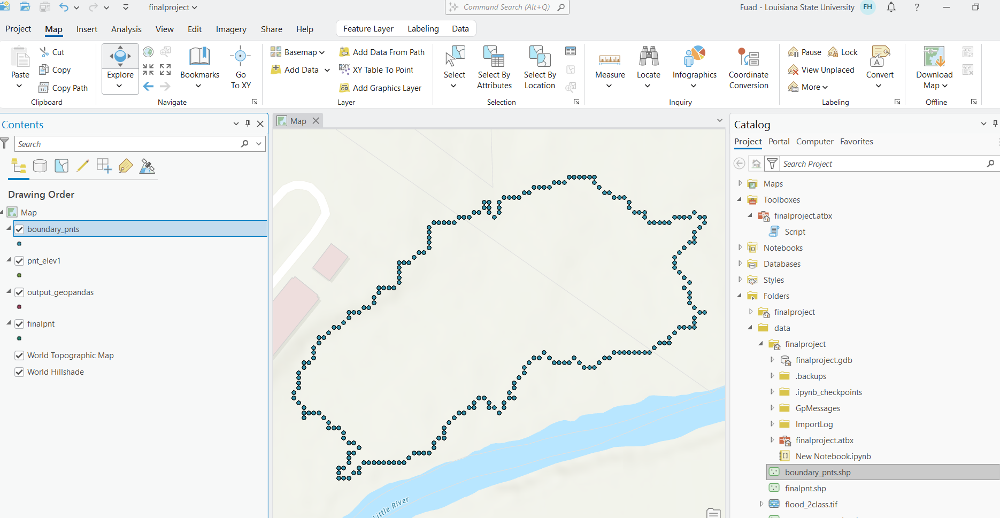 finalproject
Command Search (Alt+Q)
Fuad - Louisiana State University
FH
?
Project
Map
Insert
Analysis
View
Edit
Imagery
Share
Help
Feature Layer
Labeling
Data
Paste
Cut
Copy
Copy Path
Clipboard
Explore
Bookmarks
Go
To XY
Navigate
Basemap
Add Data
Add Data From Path
XY Table To Point
Add Graphics Layer
Layer
Select
Select By
Attributes
Select By
Location
Selection
Measure
Locate
Infographics
Coordinate
Conversion
Inquiry
Pause
Lock
View Unplaced
More
Convert
Labeling
Download
Map
Offline
Contents
Search
Drawing Order
Map
boundary_pnts
pnt_elev1
output_geopandas
finalpnt
World Topographic Map
World Hillshade
Map
Little River
Catalog
Project
Portal
Computer
Favorites
Search Project
Maps
Toolboxes
finalproject.atbx
Script
Notebooks
Databases
Styles
Folders
finalproject
data
finalproject
finalproject.gdb
.backups
.ipynb_checkpoints
GpMessages
ImportLog
finalproject.atbx
New Notebook.ipynb
boundary_pnts.shp
finalpnt.shp
flood_2class.tif